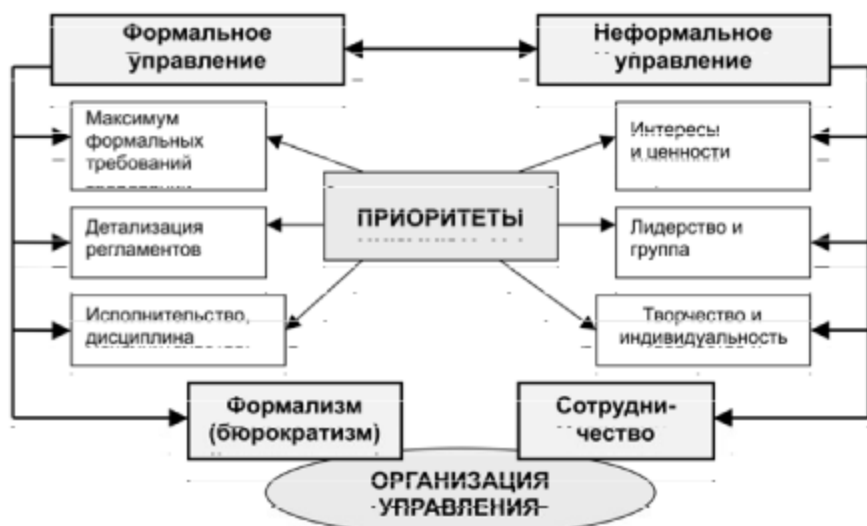 Формальное
управление
Неформальное
управление
Максимум
формальных
требований
Интересы
и ценности
ПРИОРИТЕТЫ
Детализация
регламентов
Лидерство и
группа
Исполнительство,
дисциплина
Творчество и
индивидуальность
Формализм
(бюрократизм)
Сотрудни-
чество
ОРГАНИЗАЦИЯ
УПРАВЛЕНИЯ